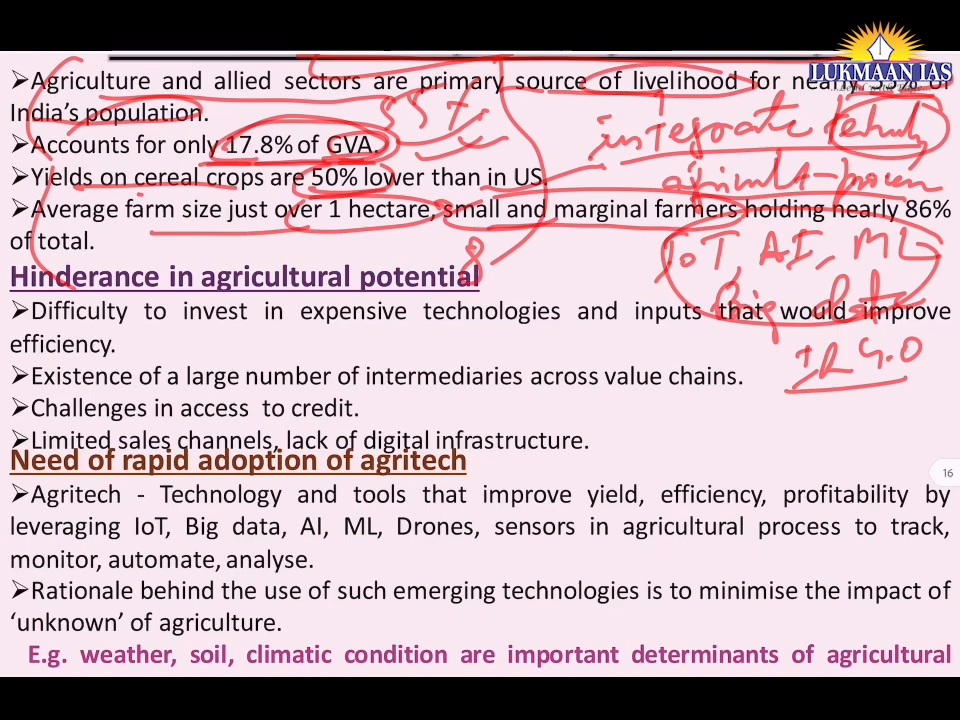 LUKMAAN IAS
➢Agriculture and allied sectors are primary source of livelihood for nearly of
India's population.
55%
integrate
➢Accounts for only 17.8% of GVA.
➢Yields on cereal crops are 50% lower than in US.
➢Average farm size just over 1 hectare, small and marginal farmers holding nearly 86%
of total.
IoT, AI, ML
Big data
IR 4.0
Hinderance in agricultural potential
➢Difficulty to invest in expensive technologies and inputs that would improve
efficiency.
➢Existence of a large number of intermediaries across value chains.
➢Challenges in access to credit.
➢Limited sales channels, lack of digital infrastructure.
Need of rapid adoption of agritech
16
➢Agritech - Technology and tools that improve yield, efficiency, profitability by
leveraging IoT, Big data, AI, ML, Drones, sensors in agricultural process to track,
monitor, automate, analyse.
➢Rationale behind the use of such emerging technologies is to minimise the impact of
'unknown' of agriculture.
E.g. weather, soil, climatic condition are important determinants of agricultural